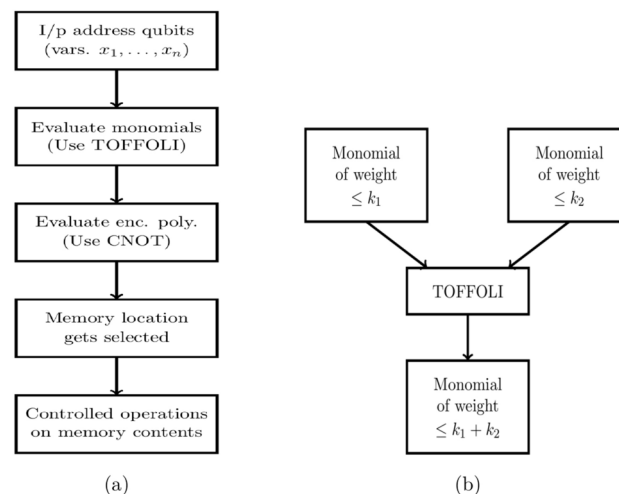 I/p address qubits
(vars. x₁, . . . , xₙ)
Evaluate monomials
(Use TOFFOLI)
Evaluate enc. poly.
(Use CNOT)
Memory location
gets selected
Controlled operations
on memory contents
(a)
Monomial
of weight
≤ k₁
Monomial
of weight
≤ k₂
TOFFOLI
Monomial
of weight
≤ k₁ + k₂
(b)